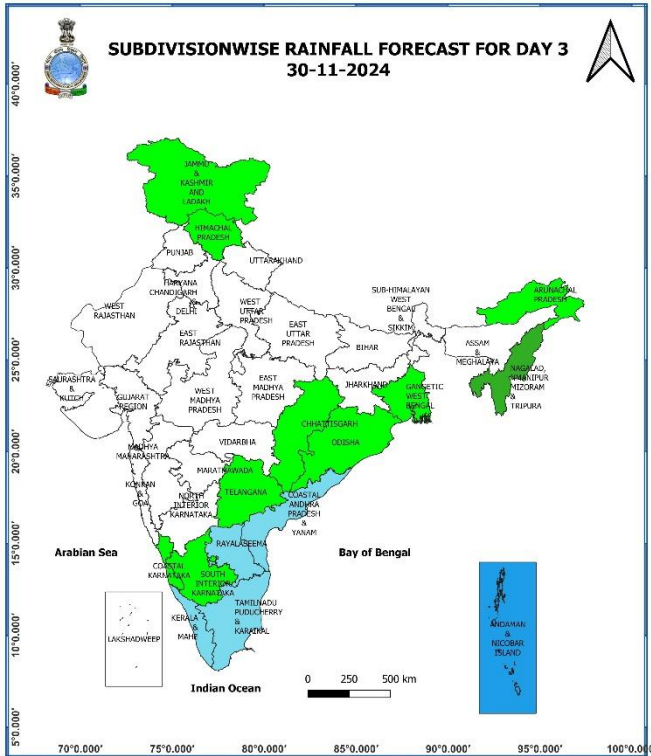 SUBDIVISIONWISE RAINFALL FORECAST FOR DAY 3
30-11-2024
40°0.000'
35°0.000'
30°0.000'
25°0.000'
20°0.000'
15°0.000'
10°0.000'
5°0.000'
JAMMU
&
KASHMIR
AND
LADAKH
HIMACHAL
PRADESH
PUNJAB
UTTARAKHAND
HARYANA
CHANDIGARH
&
DELHI
WEST
RAJASTHAN
WEST
UTTAR
PRADESH
EAST
RAJASTHAN
EAST
UTTAR
PRADESH
SUB-HIMALAYAN
WEST
BENGAL
&
SIKKIM
ARUNACHAL
PRADESH
ASSAM
&
MEGHALAYA
NAGALAD,
MANIPUR
MIZORAM
&
TRIPURA
BIHAR
JHARKHAND
GANGETIC
WEST
BENGAL
SAURASHTRA
&
KUTCH
GUJARAT
REGION
WEST
MADHYA
PRADESH
EAST
MADHYA
PRADESH
CHHATTISGARH
ODISHA
VIDARBHA
MADHYA
MAHARASHTRA
MARATHAWADA
KONKAN
&
GOA
NORTH
INTERIOR
KARNATAKA
TELANGANA
COASTAL
ANDHRA
PRADESH
&
YANAM
RAYALASEEMA
Arabian Sea
Bay of Bengal
COASTAL
KARNATAKA
SOUTH
INTERIOR
KARNATAKA
TAMILNADU
PUDUCHERRY
&
KARAIKAL
KERALA
&
MAHE
LAKSHADWEEP
ANDAMAN
&
NICOBAR
ISLAND
Indian Ocean
0 250 500 km
70°0.000' 75°0.000' 80°0.000' 85°0.000' 90°0.000' 95°0.000' 100°0.000'